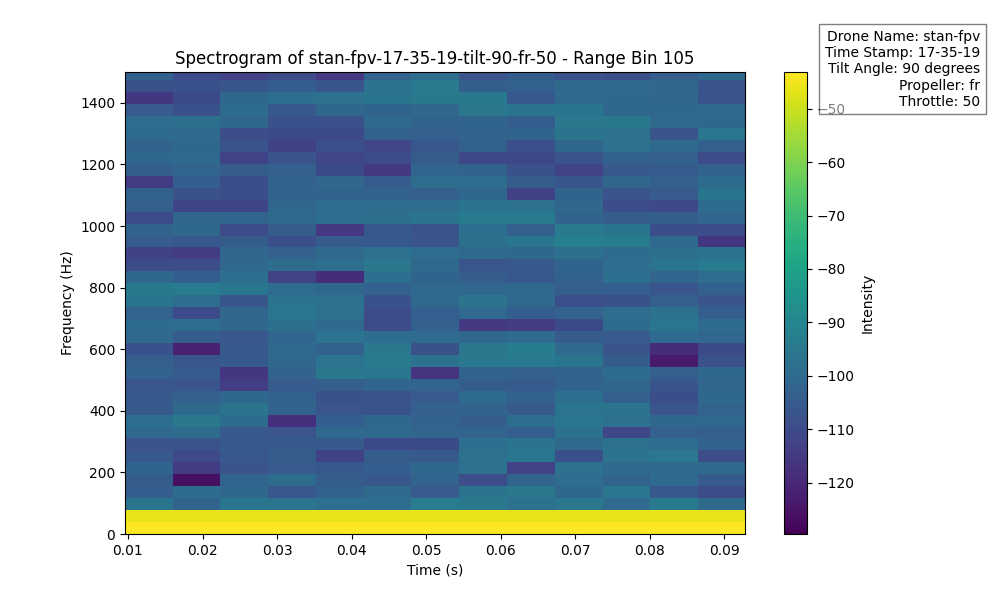 Drone Name: stan-fpv
Time Stamp: 17-35-19
Tilt Angle: 90 degrees
Propeller: fr
Throttle: 50
Spectrogram of stan-fpv-17-35-19-tilt-90-fr-50 - Range Bin 105
1400
1200
1000
800
600
400
200
0
Frequency (Hz)
0.01 0.02 0.03 0.04 0.05 0.06 0.07 0.08 0.09
Time (s)
−50
−60
−70
−80
−90
−100
−110
−120
Intensity